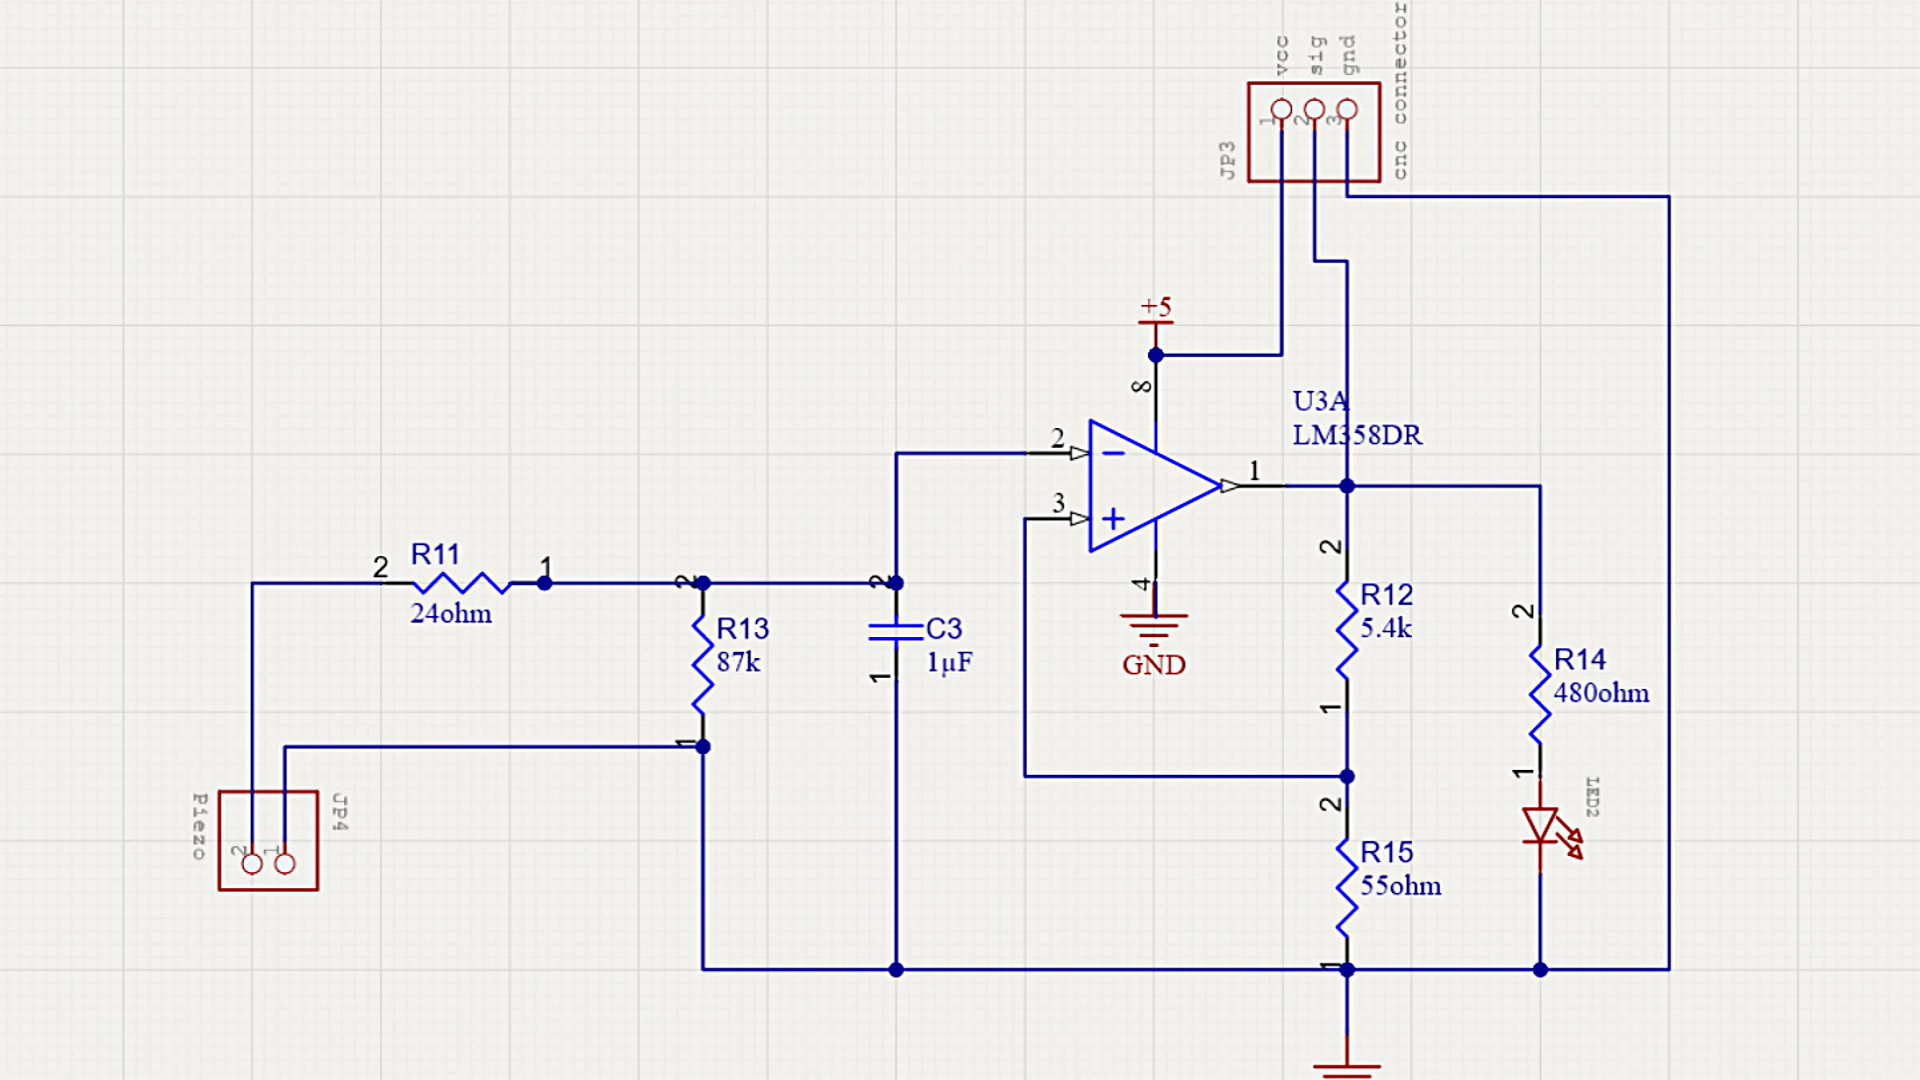 vcc
sig
gnd
cnc connector
JP3
1
2
3
+5
8
U3A
LM358DR
2
3
1
4
GND
2
R11
1
24ohm
2
R13
87k
1
2
C3
1µF
1
2
R12
5.4k
1
2
R14
480ohm
1
LED2
2
R15
55ohm
1
Piezo
JP4
2
1